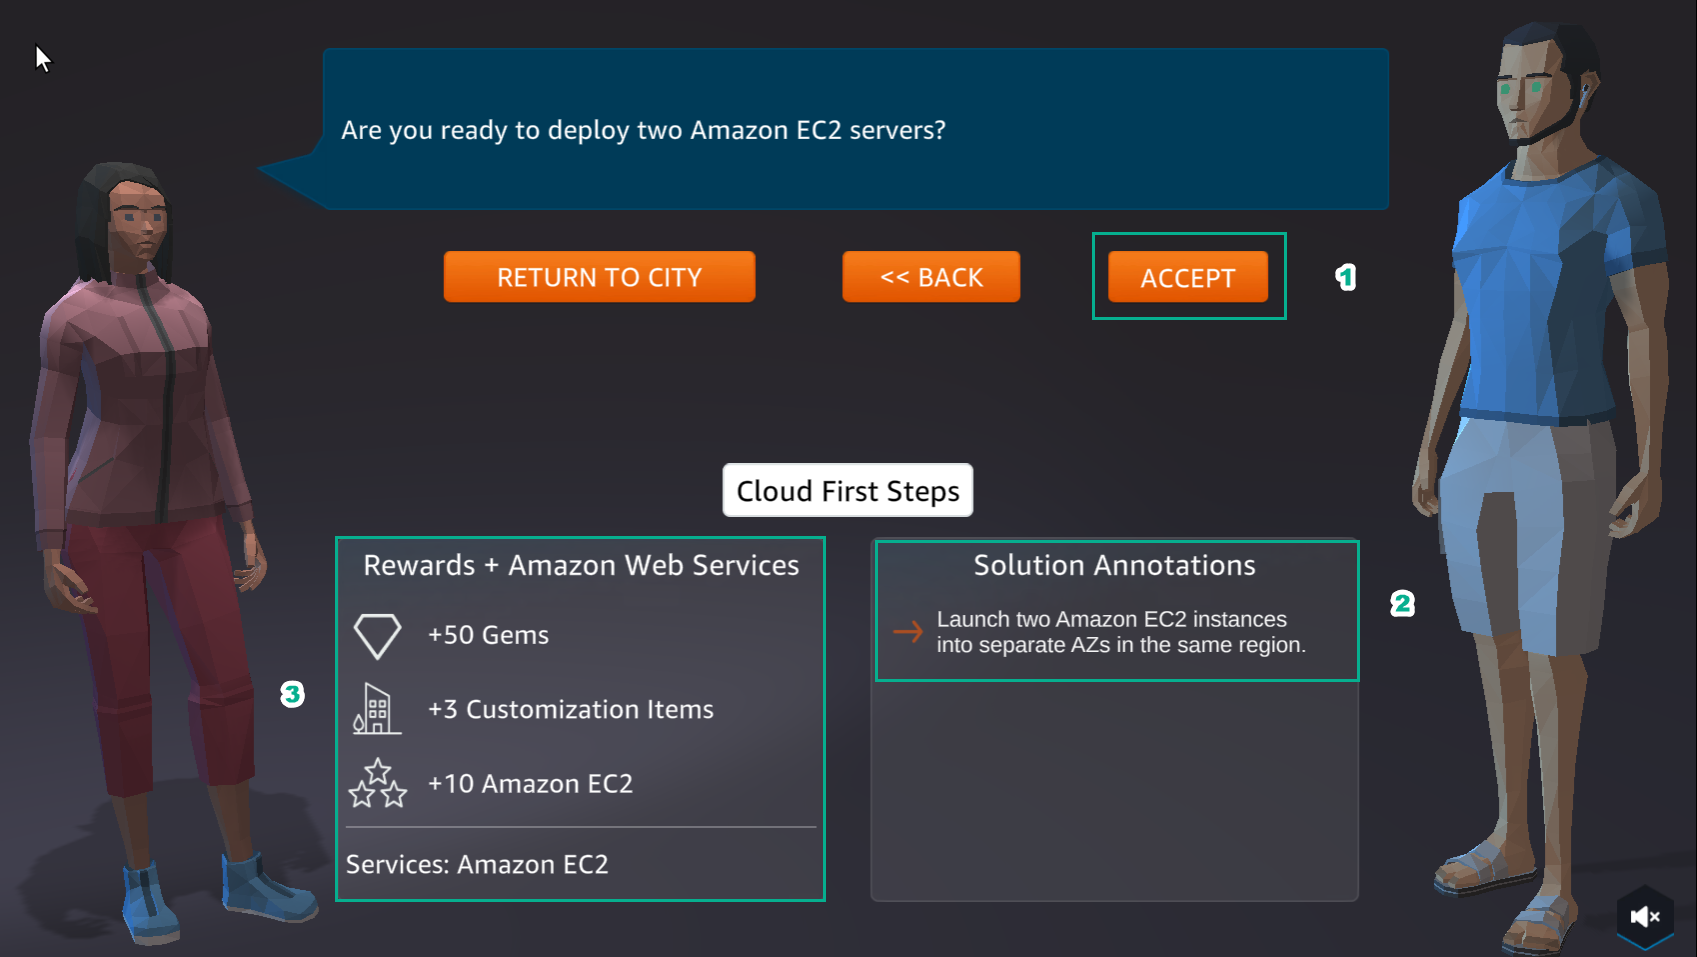 Are you ready to deploy two Amazon EC2 servers?
RETURN TO CITY
<< BACK
ACCEPT
1
Cloud First Steps
Rewards + Amazon Web Services
+50 Gems
+3 Customization Items
+10 Amazon EC2
Services: Amazon EC2
3
Solution Annotations
Launch two Amazon EC2 instances
into separate AZs in the same region.
2